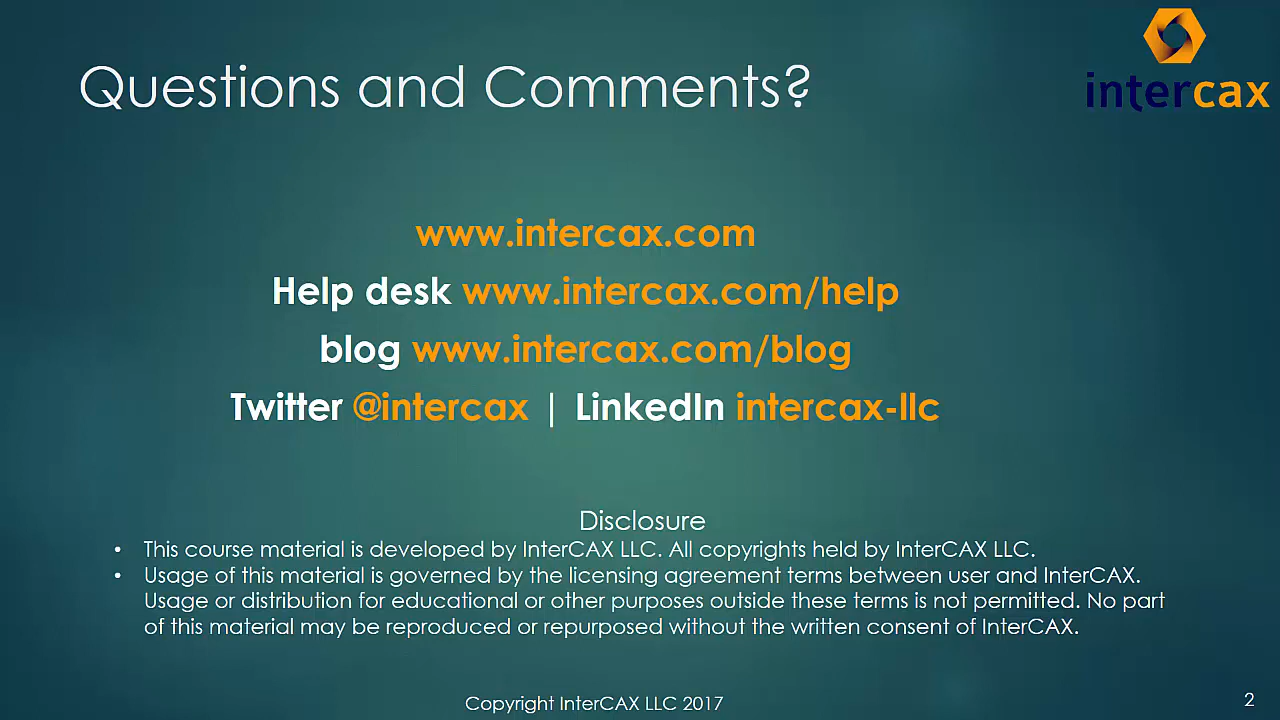 Questions and Comments?
intercax
www.intercax.com
Help desk www.intercax.com/help
blog www.intercax.com/blog
Twitter @intercax | LinkedIn intercax-llc
Disclosure
• This course material is developed by InterCAX LLC. All copyrights held by InterCAX LLC.
• Usage of this material is governed by the licensing agreement terms between user and InterCAX.
Usage or distribution for educational or other purposes outside these terms is not permitted. No part
of this material may be reproduced or repurposed without the written consent of InterCAX.
Copyright InterCAX LLC 2017
2